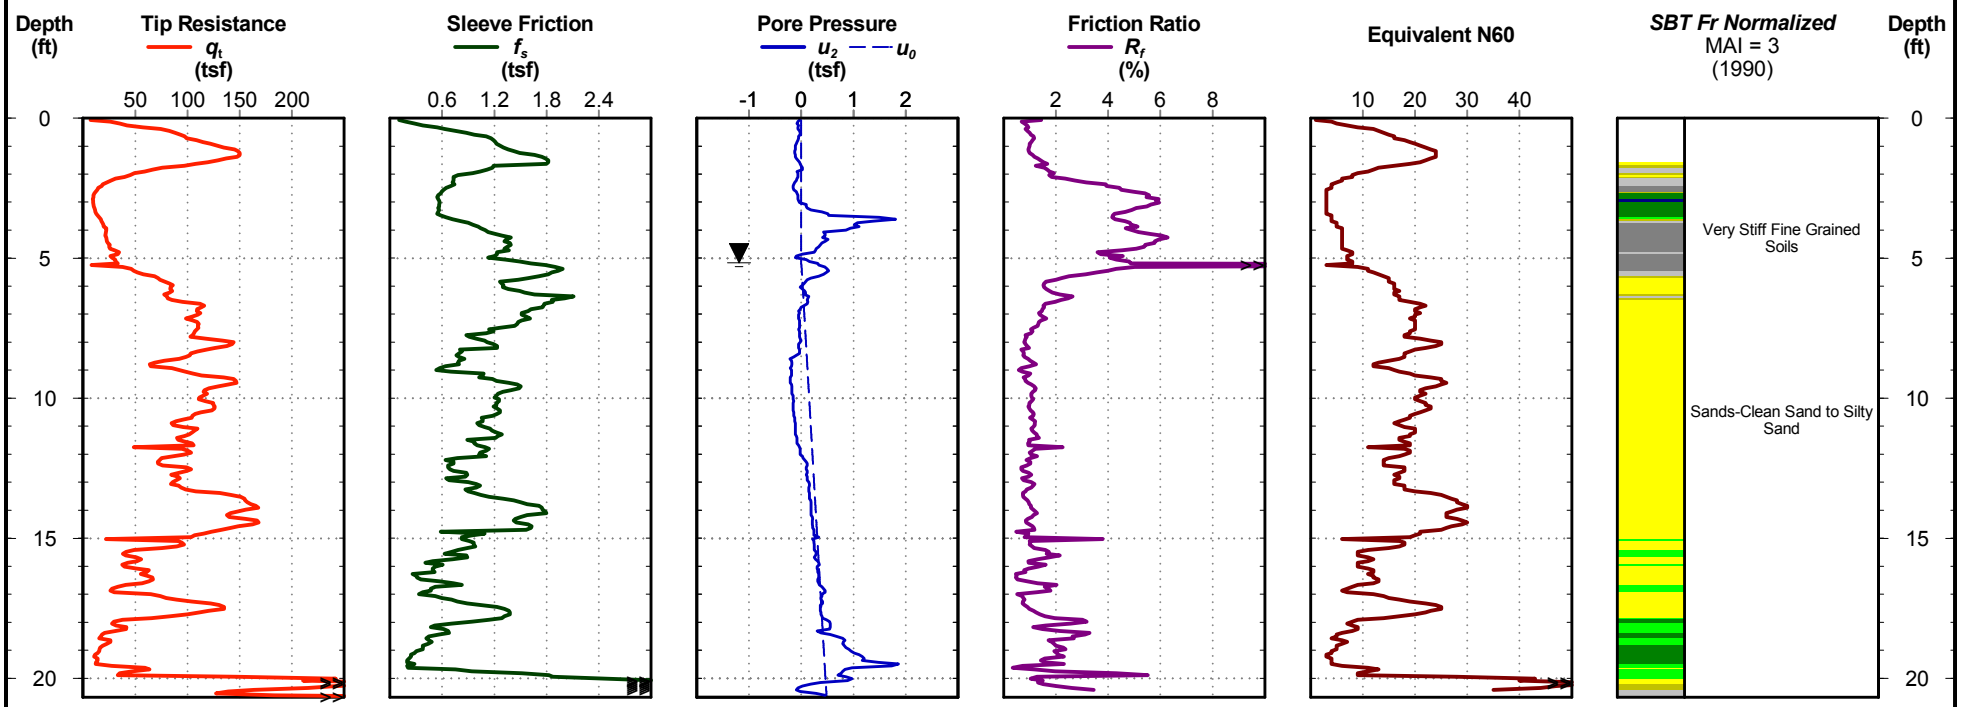 Depth
(ft)
Tip Resistance
qt
(tsf)
50 100 150 200
Sleeve Friction
fs
(tsf)
0.6 1.2 1.8 2.4
Pore Pressure
u2 u0
(tsf)
-1 0 1 2
Friction Ratio
Rf
(%)
2 4 6 8
Equivalent N60
10 20 30 40
SBT Fr Normalized
MAI = 3
(1990)
Depth
(ft)
0 0
Very Stiff Fine Grained
Soils
5 5
10 10
Sands-Clean Sand to Silty
Sand
15 15
20 20